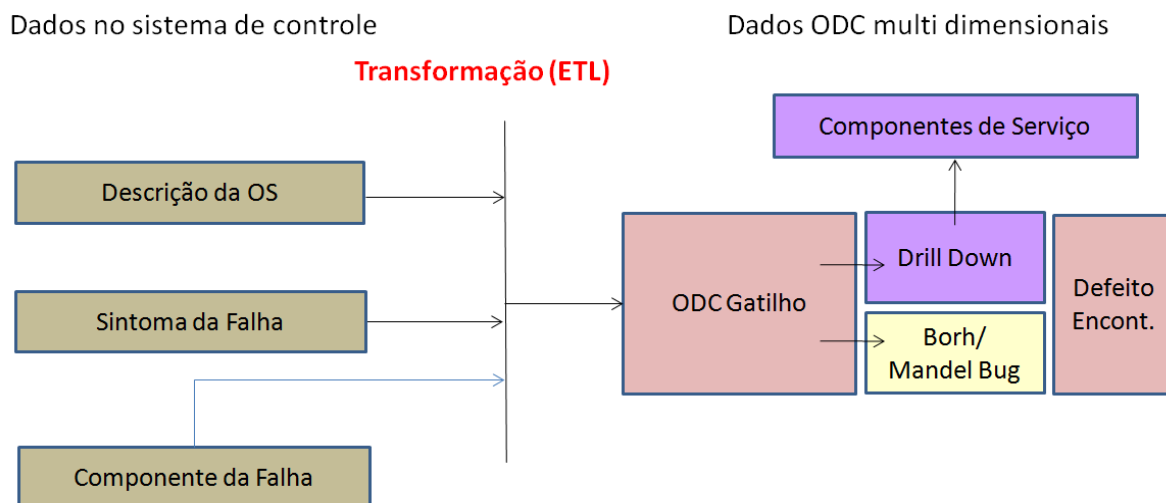 Dados no sistema de controle
Dados ODC multi dimensionais
Transformação (ETL)
Componentes de Serviço
Descrição da OS
Drill Down
ODC Gatilho
Defeito
Encont.
Sintoma da Falha
Borh/
Mandel Bug
Componente da Falha